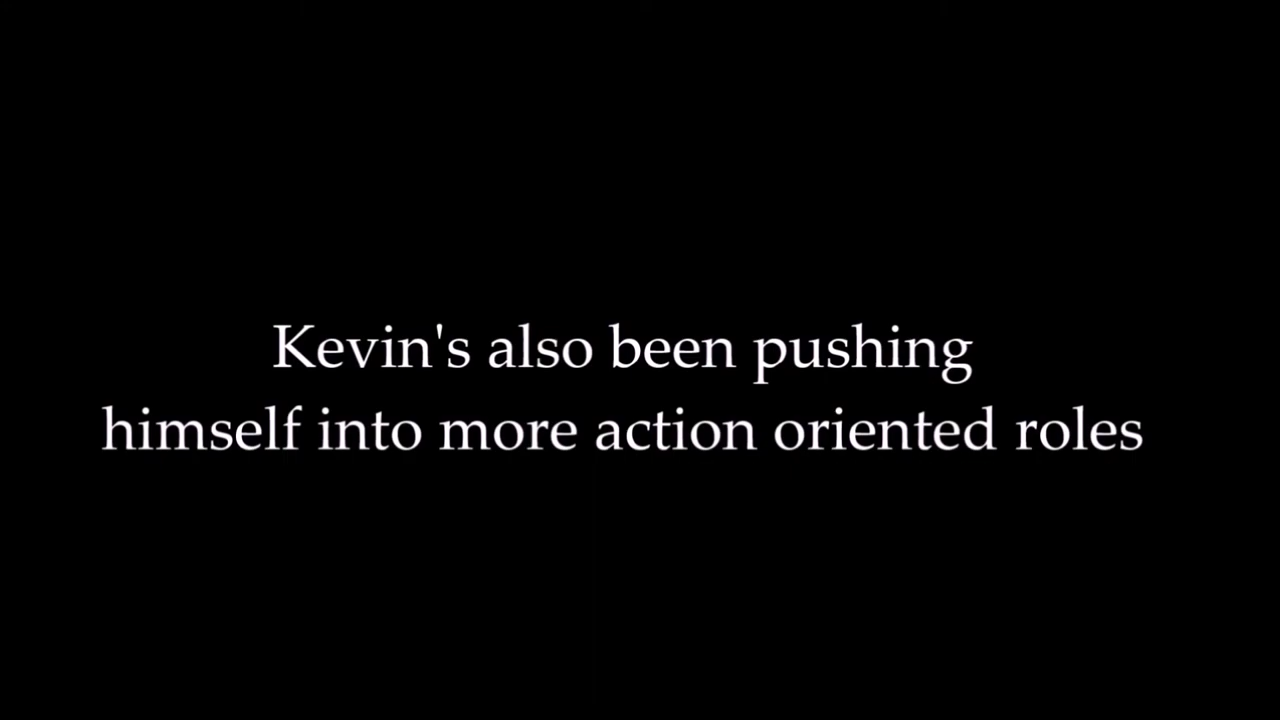 Kevin's also been pushing
himself into more action oriented roles